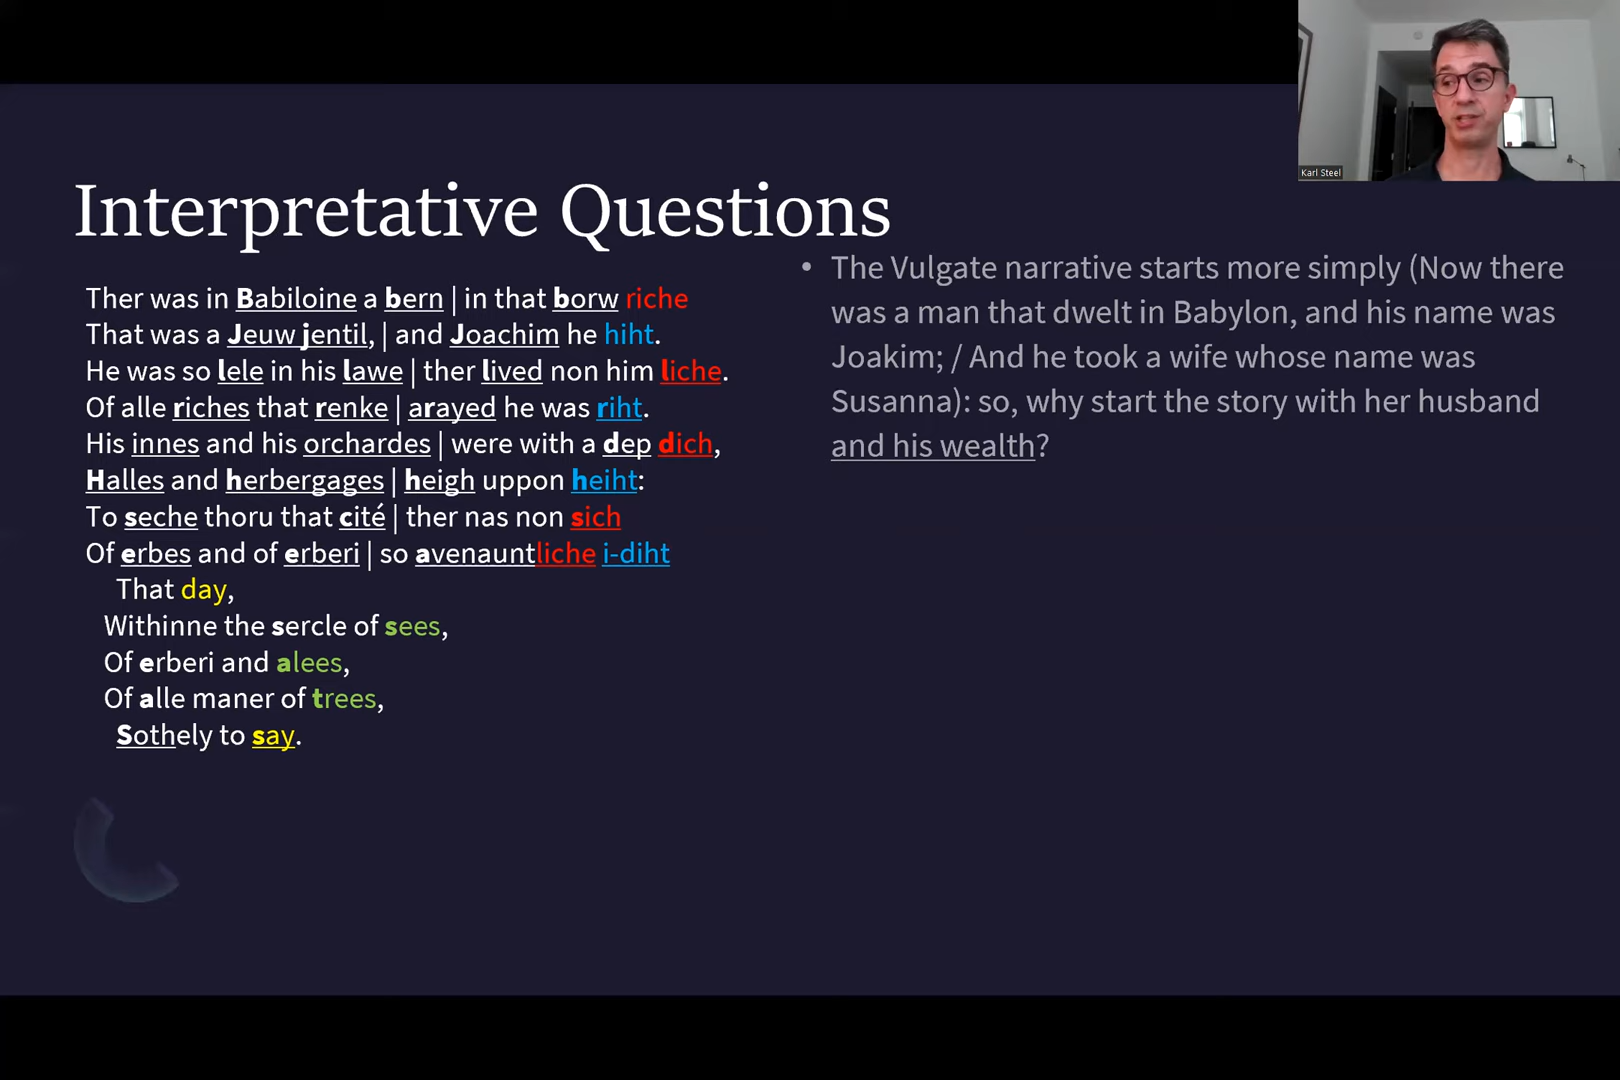 Karl Steel
Interpretative Questions
Ther was in Babiloine a bern | in that borw riche
That was a Jeuw jentil, | and Joachim he hiht.
He was so lele in his lawe | ther lived non him liche.
Of alle riches that renke | arayed he was riht.
His innes and his orchardes | were with a dep dich,
Halles and herbergages | heigh uppon heiht:
To seche thoru that cité | ther nas non sich
Of erbes and of erberi | so avenauntliche i-diht
That day,
Withinne the sercle of sees,
Of erberi and alees,
Of alle maner of trees,
Sothely to say.
• The Vulgate narrative starts more simply (Now there
was a man that dwelt in Babylon, and his name was
Joakim; / And he took a wife whose name was
Susanna): so, why start the story with her husband
and his wealth?